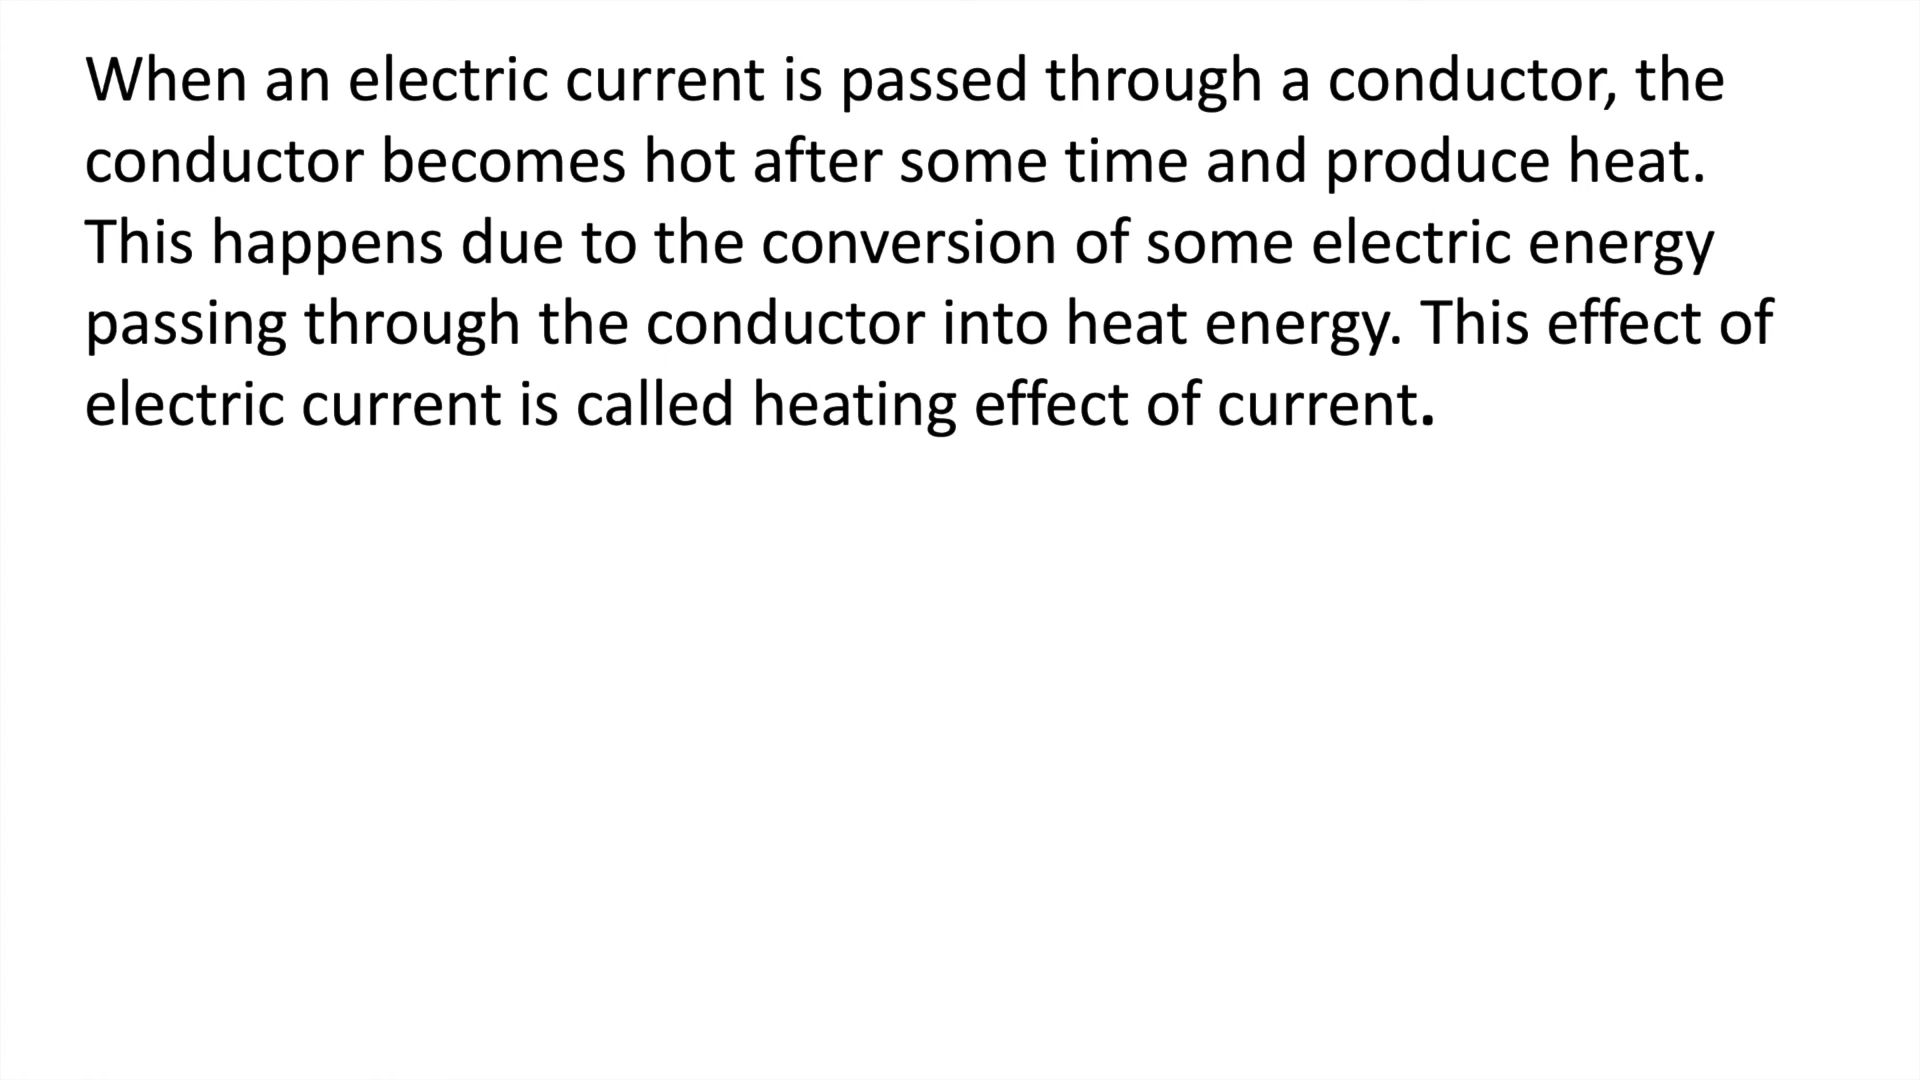 When an electric current is passed through a conductor, the
conductor becomes hot after some time and produce heat.
This happens due to the conversion of some electric energy
passing through the conductor into heat energy. This effect of
electric current is called heating effect of current.